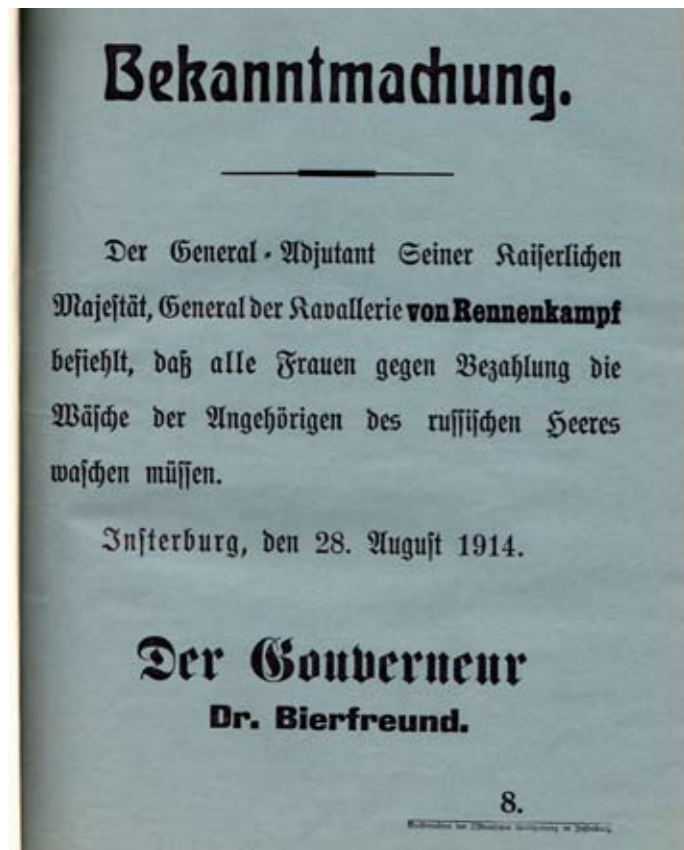 Bekanntmachung.
Der General-Adjutant Seiner Kaiserlichen
Majestät, General der Kavallerie von Rennenkampf
befiehlt, daß alle Frauen gegen Bezahlung die
Wäsche der Angehörigen des russischen Heeres
waschen müssen.
Insterburg, den 28. August 1914.
Der Gouverneur
Dr. Bierfreund.
8.